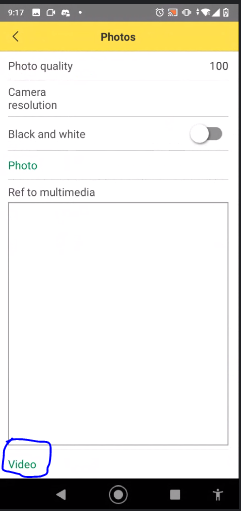 9:17
Photos
Photo quality 100
Camera
resolution
Black and white
Photo
Ref to multimedia
Video